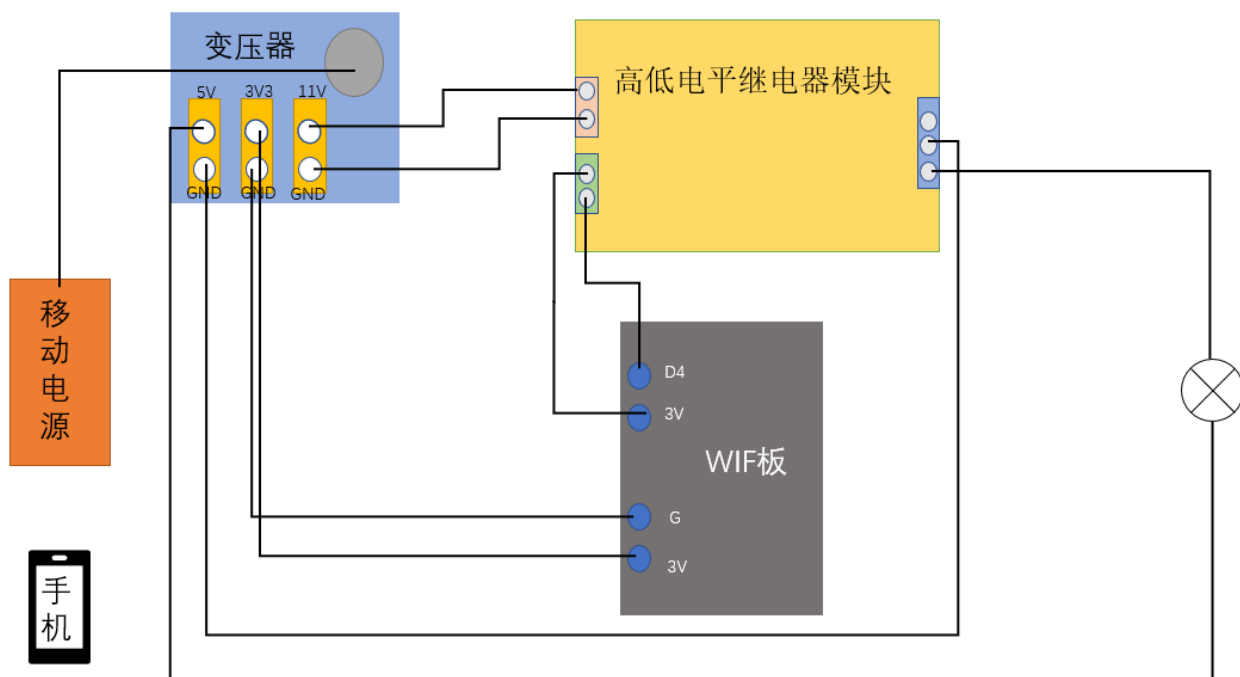 变压器
5V
3V3
11V
GND
GND
GND
高低电平继电器模块
移
动
电
源
D4
3V
WIF板
G
3V
手
机